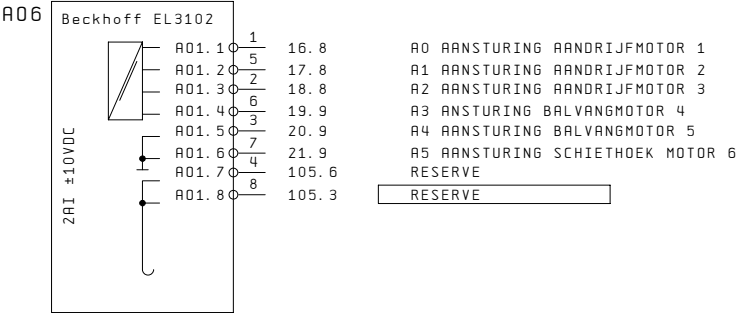 A06
Beckhoff EL3102
A01.1 1 16.8 A0 AANSTURING AANDRIJFMOTOR 1
A01.2 5 17.8 A1 AANSTURING AANDRIJFMOTOR 2
A01.3 2 18.8 A2 AANSTURING AANDRIJFMOTOR 3
A01.4 6 19.9 A3 ANSTURING BALVANGMOTOR 4
A01.5 3 20.9 A4 AANSTURING BALVANGMOTOR 5
A01.6 7 21.9 A5 AANSTURING SCHIETHOEK MOTOR 6
A01.7 4 105.6 RESERVE
A01.8 8 105.3 RESERVE
2AI ±10VDC